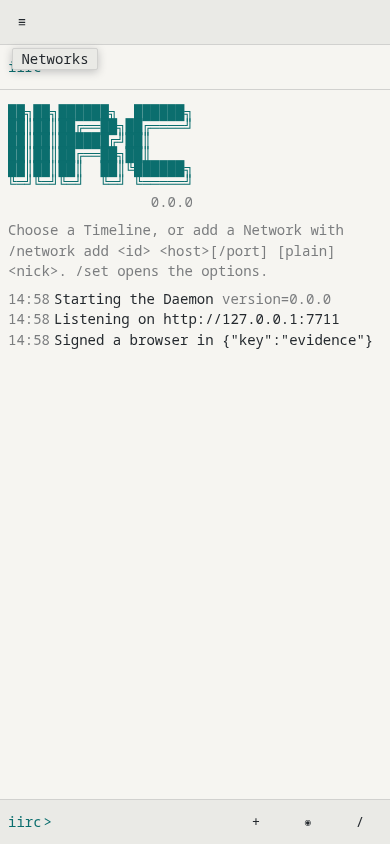 ≡
Networks
IIRC
0.0.0
Choose a Timeline, or add a Network with
/network add <id> <host>[/port] [plain]
<nick>. /set opens the options.
14:58 Starting the Daemon version=0.0.0
14:58 Listening on http://127.0.0.1:7711
14:58 Signed a browser in {"key":"evidence"}
iirc> + ◉ /